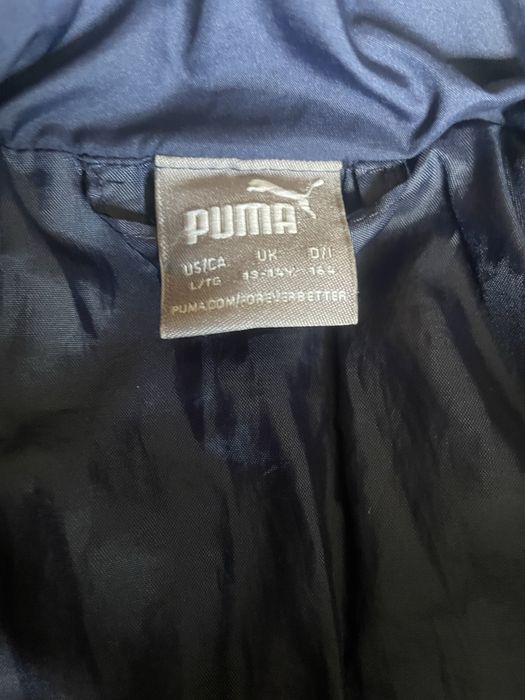 PUMA
US/CA UK D/I
L/TG 13-14Y 164
PUMA.COM/FOREVERBETTER